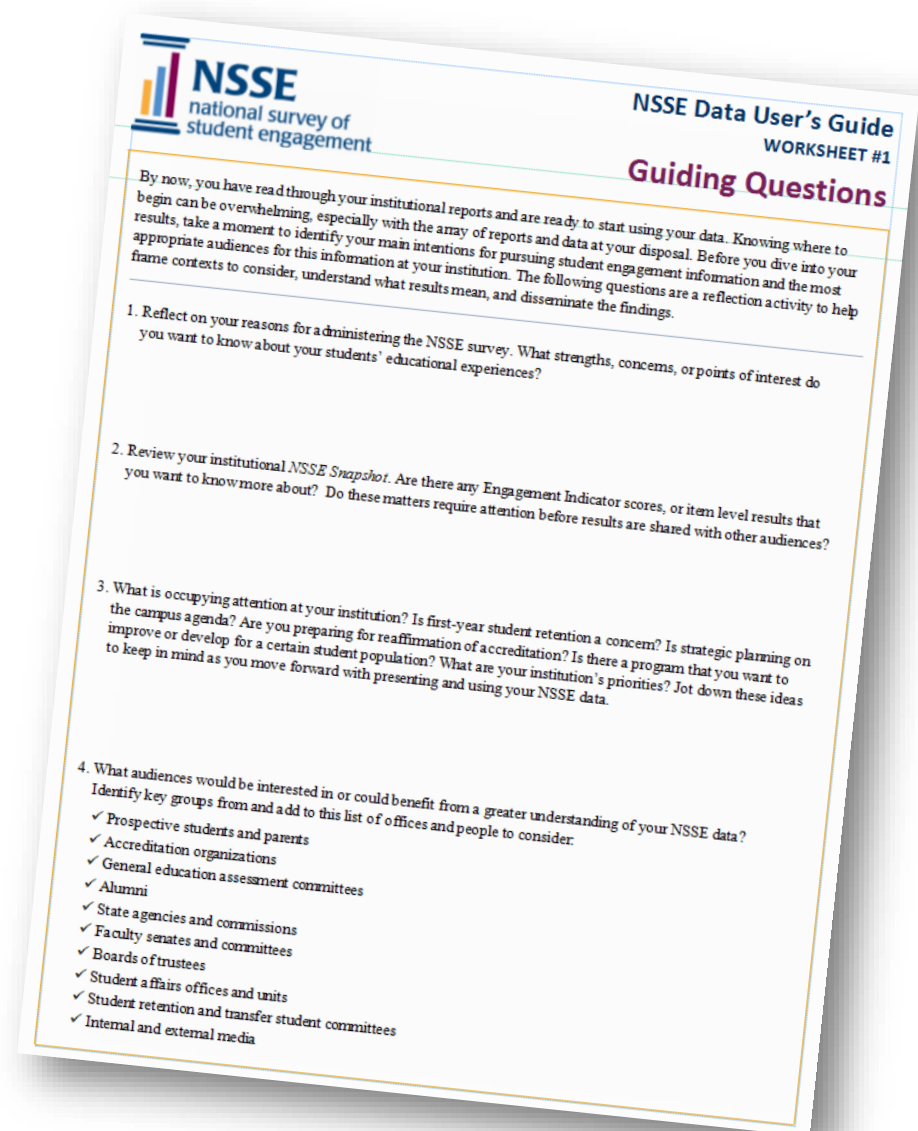 NSSE
national survey of
student engagement
NSSE Data User's Guide
WORKSHEET #1
Guiding Questions
By now, you have read through your institutional reports and are ready to start using your data. Knowing where to
begin can be overwhelming, especially with the array of reports and data at your disposal. Before you dive into your
results, take a moment to identify your main intentions for pursuing student engagement information and the most
appropriate audiences for this information at your institution. The following questions are a reflection activity to help
frame contexts to consider, understand what results mean, and disseminate the findings.
1. Reflect on your reasons for administering the NSSE survey. What strengths, concerns, or points of interest do
you want to know about your students' educational experiences?
2. Review your institutional NSSE Snapshot. Are there any Engagement Indicator scores, or item level results that
you want to know more about? Do these matters require attention before results are shared with other audiences?
3. What is occupying attention at your institution? Is first-year student retention a concern? Is strategic planning on
the campus agenda? Are you preparing for reaffirmation of accreditation? Is there a program that you want to
improve or develop for a certain student population? What are your institution's priorities? Jot down these ideas
to keep in mind as you move forward with presenting and using your NSSE data.
4. What audiences would be interested in or could benefit from a greater understanding of your NSSE data?
Identify key groups from and add to this list of offices and people to consider:
✓ Prospective students and parents
✓ Accreditation organizations
✓ General education assessment committees
✓ Alumni
✓ State agencies and commissions
✓ Faculty senates and committees
✓ Boards of trustees
✓ Student affairs offices and units
✓ Student retention and transfer student committees
✓ Internal and external media